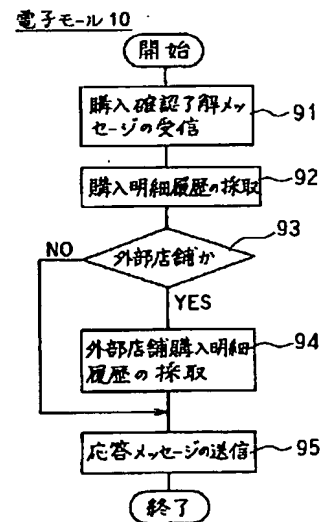 電子モール 10
開始
購入確認了解メッ
セージの受信
91
購入明細履歴の採取
92
外部店舗か
93
NO
YES
外部店舗購入明細
履歴の採取
94
応答メッセージの送信
95
終了